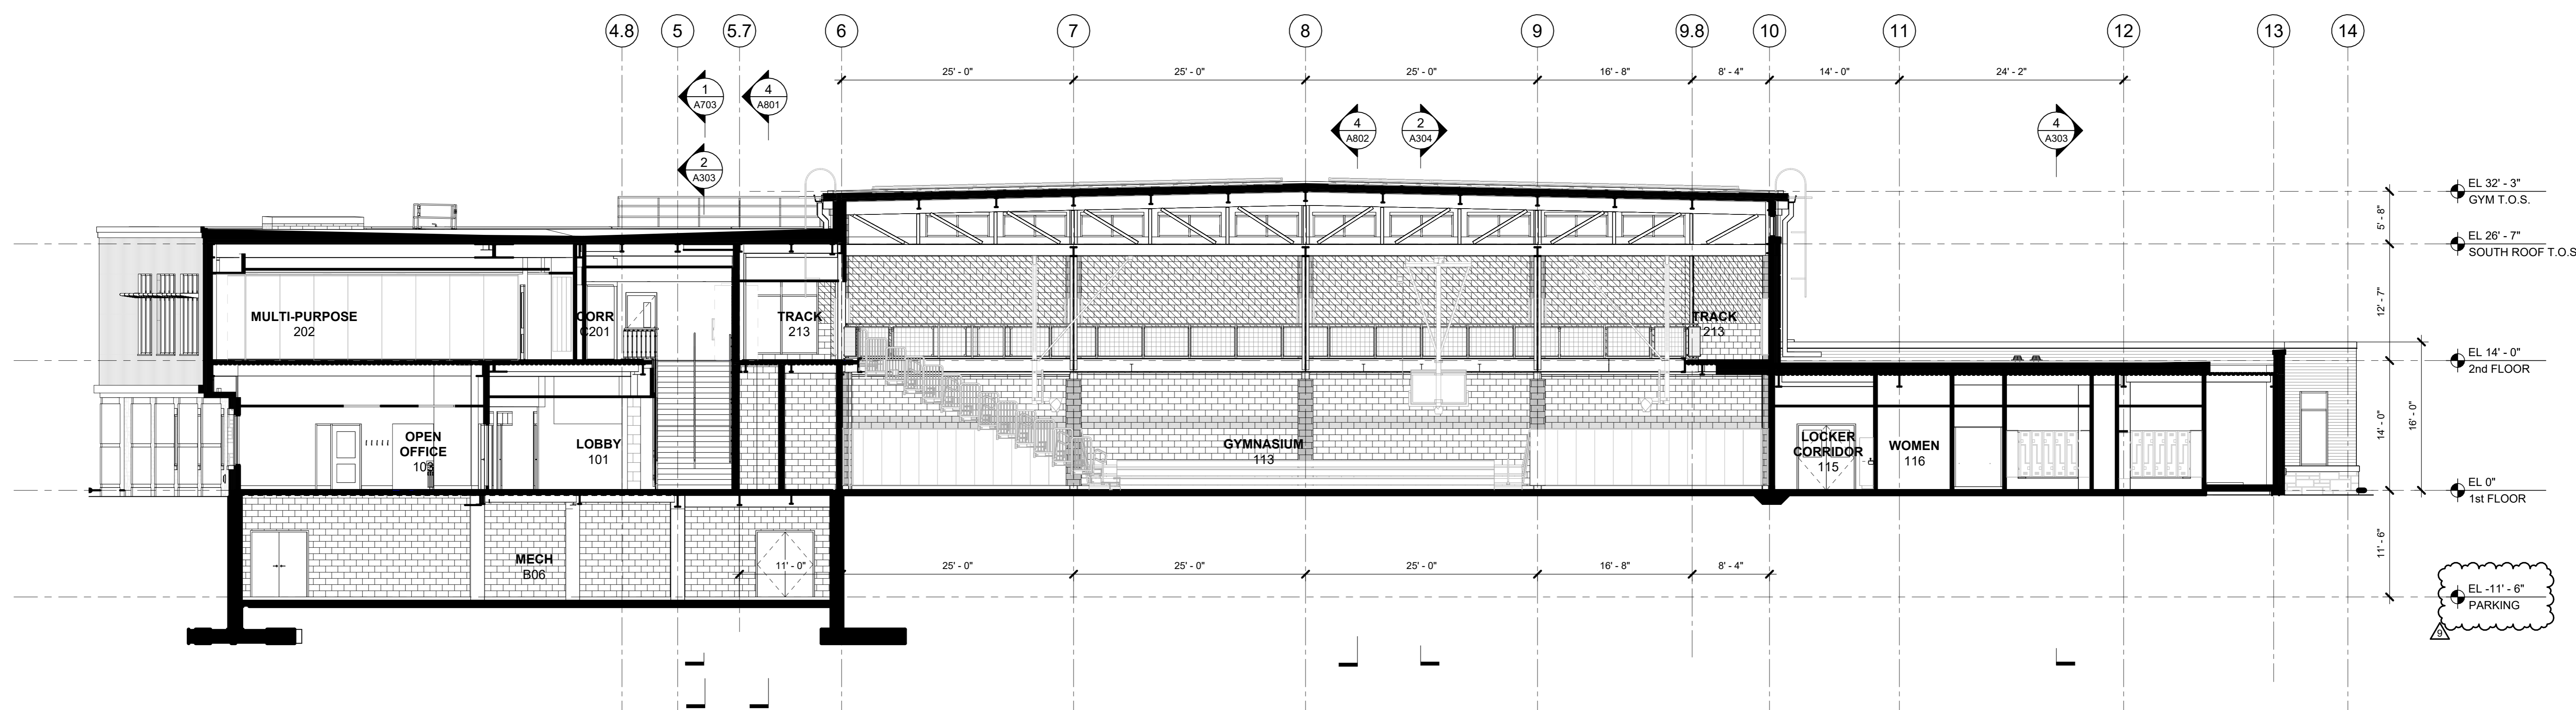 4.8 5 5.7 6 7 8 9 9.8 10 11 12 13 14
25' - 0" 25' - 0" 25' - 0" 16' - 8" 8' - 4" 14' - 0" 24' - 2"
1
A703
4
A801
4
A802
2
A304
4
A303
2
A303
EL 32' - 3"
GYM T.O.S.
5' - 8"
EL 26' - 7"
SOUTH ROOF T.O.S
12' - 7"
MULTI-PURPOSE
202
CORR
C201
TRACK
213
TRACK
213
EL 14' - 0"
2nd FLOOR
14' - 0"
16' - 0"
OPEN
OFFICE
103
LOBBY
101
GYMNASIUM
113
LOCKER
CORRIDOR
115
WOMEN
116
EL 0"
1st FLOOR
11' - 6"
MECH
B06
11' - 0" 25' - 0" 25' - 0" 25' - 0" 16' - 8" 8' - 4"
EL -11' - 6"
PARKING
9